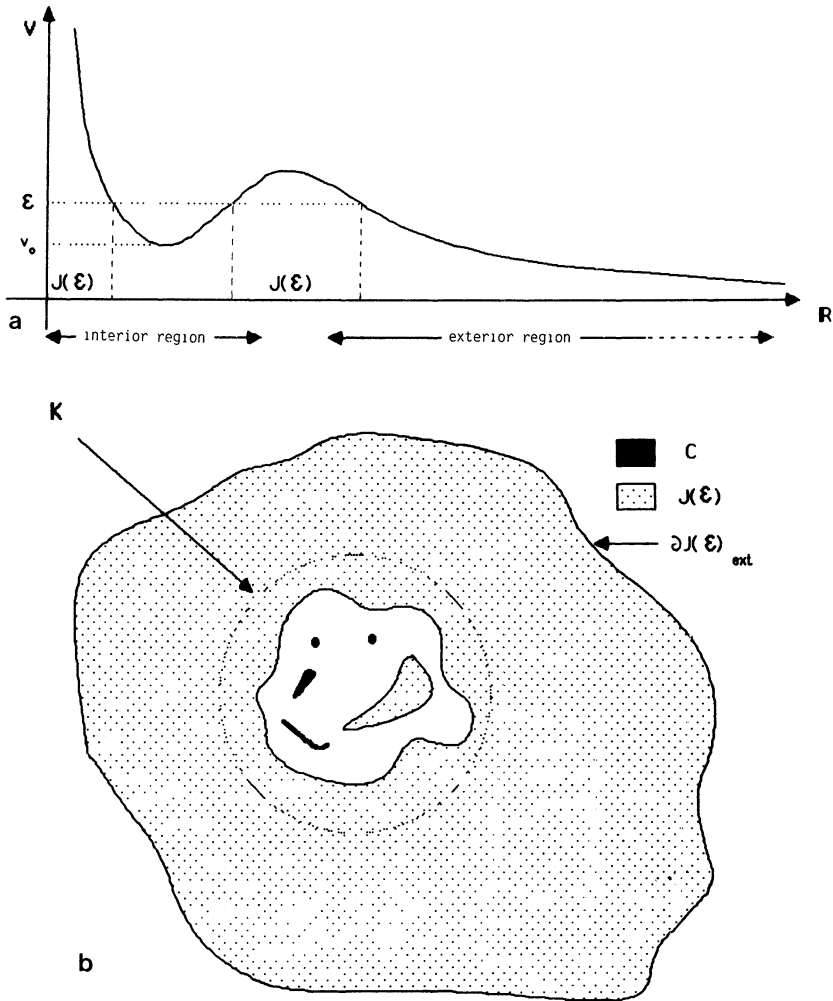 V
ε
v₀
J(ε) J(ε)
a
R
interior region exterior region
K
C
J(ε)
∂J(ε) ext
b